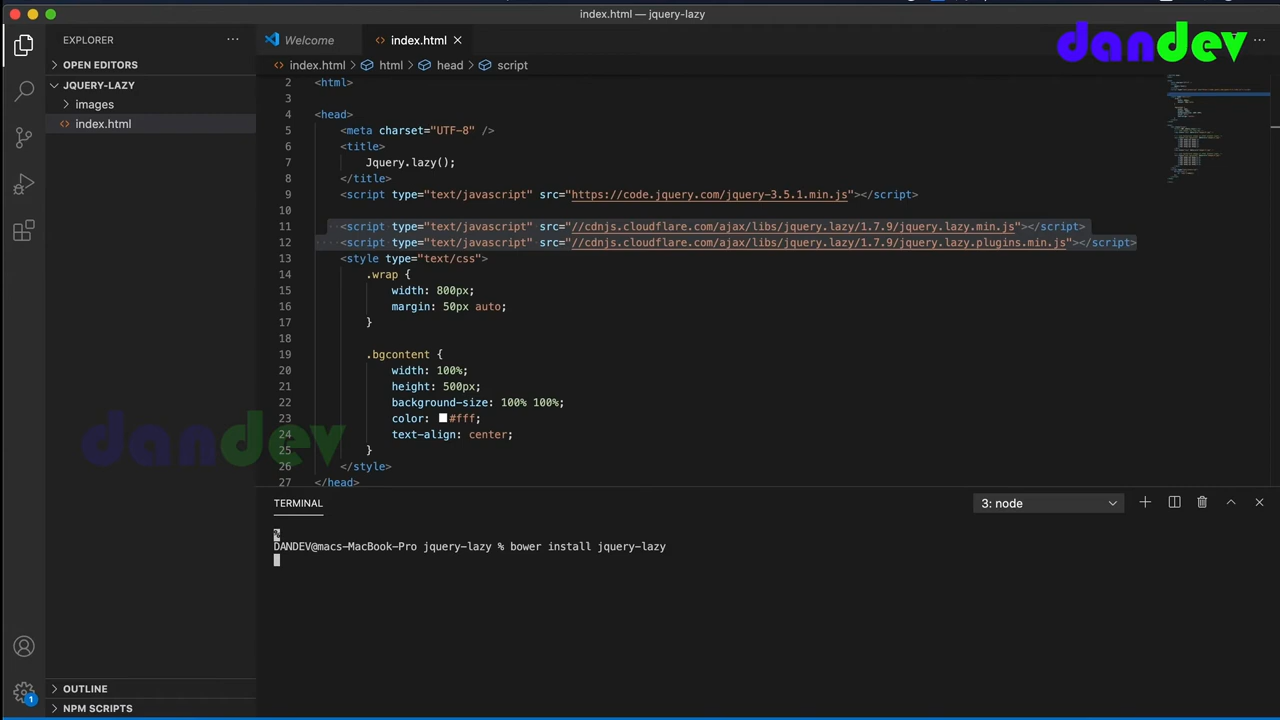 index.html — jquery-lazy
EXPLORER
Welcome
index.html
dandev
OPEN EDITORS
index.html
html
head
script
JQUERY-LAZY
images
index.html
2 <html>
3
4 <head>
5 <meta charset="UTF-8" />
6 <title>
7 Jquery.lazy();
8 </title>
9 <script type="text/javascript" src="https://code.jquery.com/jquery-3.5.1.min.js"></script>
10
11 <script type="text/javascript" src="//cdnjs.cloudflare.com/ajax/libs/jquery.lazy/1.7.9/jquery.lazy.min.js"></script>
12 <script type="text/javascript" src="//cdnjs.cloudflare.com/ajax/libs/jquery.lazy/1.7.9/jquery.lazy.plugins.min.js"></script>
13 <style type="text/css">
14 .wrap {
15 width: 800px;
16 margin: 50px auto;
17 }
18
19 .bgcontent {
20 width: 100%;
21 height: 500px;
22 background-size: 100% 100%;
23 color: #fff;
24 text-align: center;
25 }
26 </style>
27 </head>
dandev
TERMINAL
3: node
DANDEV@macs-MacBook-Pro jquery-lazy % bower install jquery-lazy
1
OUTLINE
NPM SCRIPTS